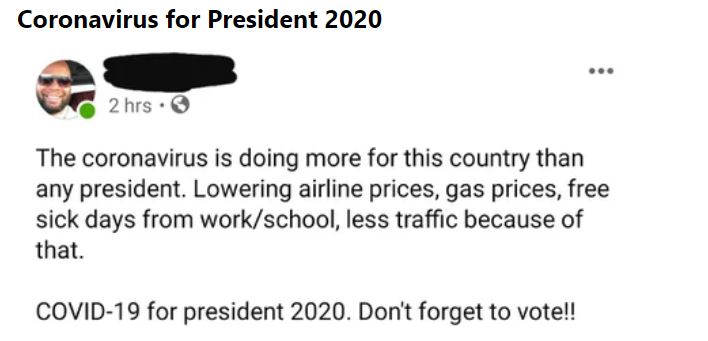 Coronavirus for President 2020
2 hrs •
The coronavirus is doing more for this country than
any president. Lowering airline prices, gas prices, free
sick days from work/school, less traffic because of
that.
COVID-19 for president 2020. Don't forget to vote!!